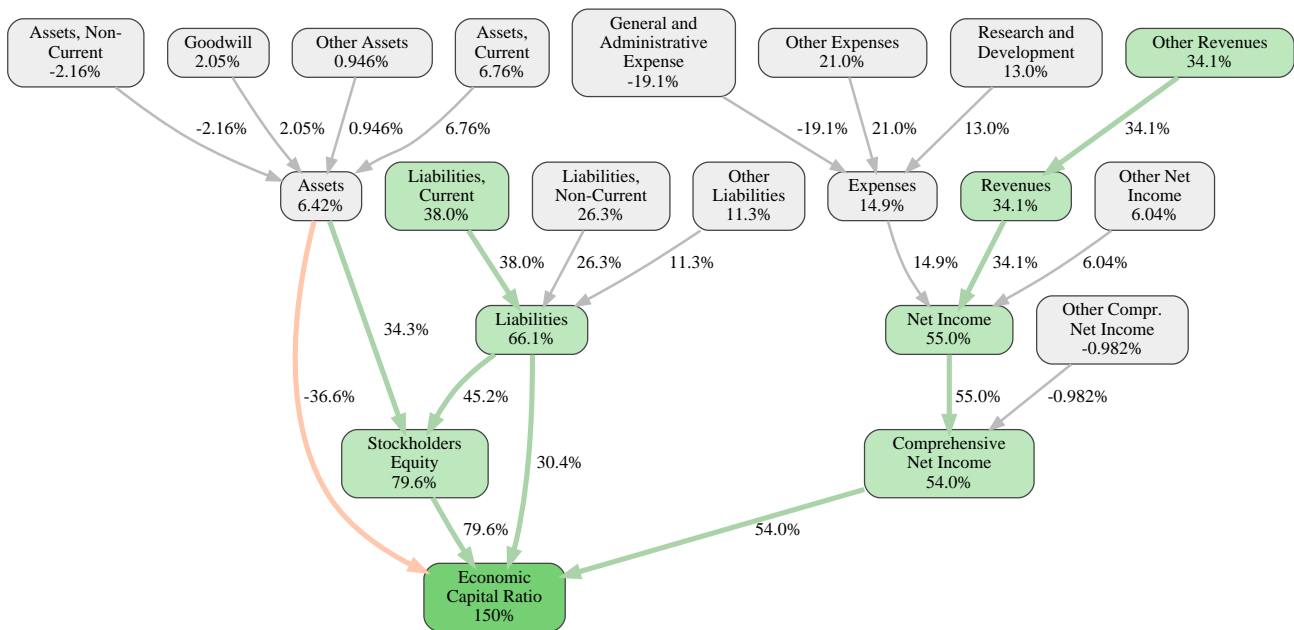 Assets, Non-
Current
-2.16%
Goodwill
2.05%
Other Assets
0.946%
Assets,
Current
6.76%
General and
Administrative
Expense
-19.1%
Other Expenses
21.0%
Research and
Development
13.0%
Other Revenues
34.1%
-2.16%
2.05%
0.946%
6.76%
-19.1%
21.0%
13.0%
34.1%
Assets
6.42%
Liabilities,
Current
38.0%
Liabilities,
Non-Current
26.3%
Other
Liabilities
11.3%
Expenses
14.9%
Revenues
34.1%
Other Net
Income
6.04%
38.0%
26.3%
11.3%
14.9%
34.1%
6.04%
Liabilities
66.1%
Net Income
55.0%
Other Compr.
Net Income
-0.982%
34.3%
-36.6%
45.2%
55.0%
-0.982%
Stockholders
Equity
79.6%
30.4%
Comprehensive
Net Income
54.0%
79.6%
54.0%
Economic
Capital Ratio
150%